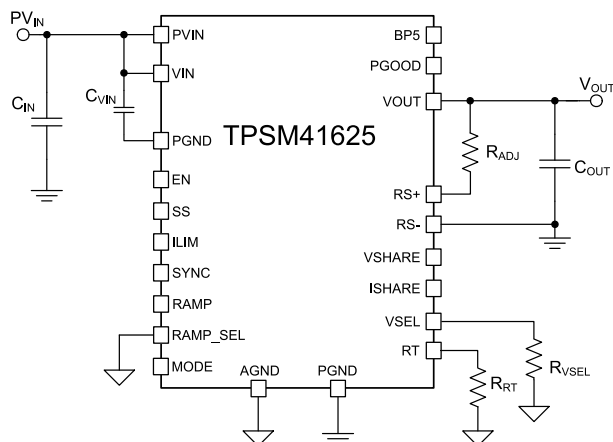 PVIN
CIN
CVIN
PVIN
VIN
PGND
EN
SS
ILIM
SYNC
RAMP
RAMP_SEL
MODE
TPSM41625
AGND
PGND
BP5
PGOOD
VOUT
RS+
RS-
VSHARE
ISHARE
VSEL
RT
VOUT
RADJ
COUT
RRT
RVSEL